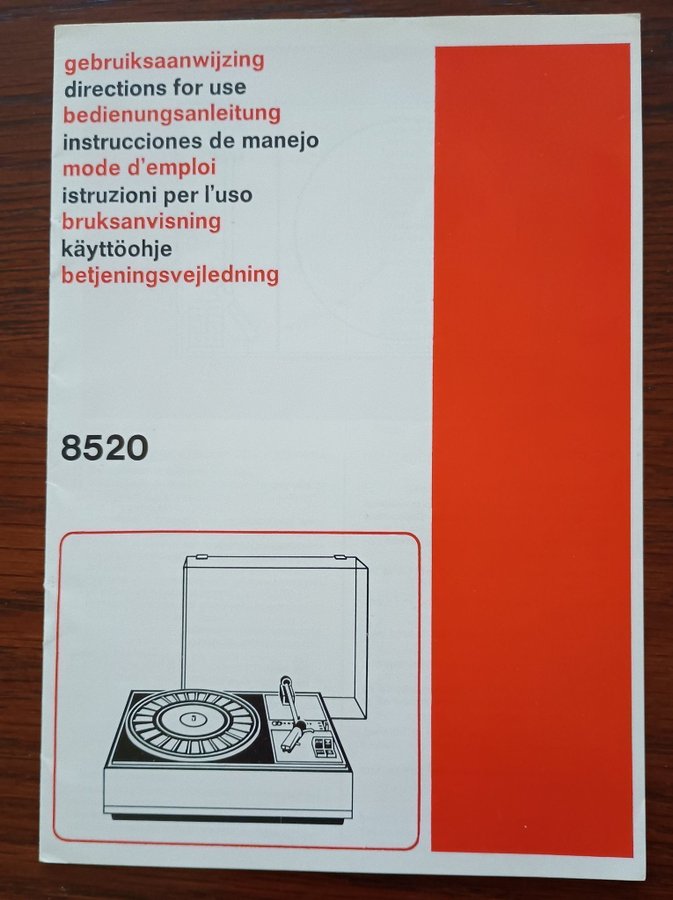 gebruiksaanwijzing
directions for use
bedienungsanleitung
instrucciones de manejo
mode d'emploi
istruzioni per l'uso
bruksanvisning
käyttöohje
betjeningsvejledning
8520